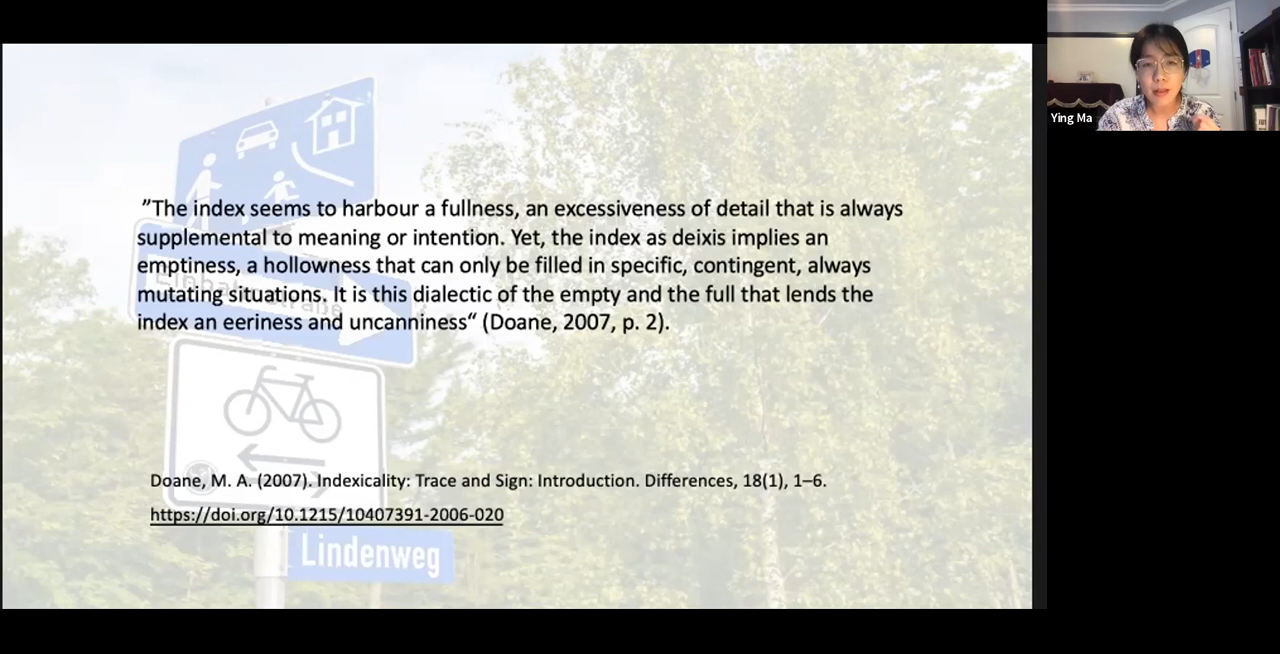 ”The index seems to harbour a fullness, an excessiveness of detail that is always
supplemental to meaning or intention. Yet, the index as deixis implies an
emptiness, a hollowness that can only be filled in specific, contingent, always
mutating situations. It is this dialectic of the empty and the full that lends the
index an eeriness and uncanniness“ (Doane, 2007, p. 2).
Doane, M. A. (2007). Indexicality: Trace and Sign: Introduction. Differences, 18(1), 1–6.
https://doi.org/10.1215/10407391-2006-020
Lindenweg
Ying Ma